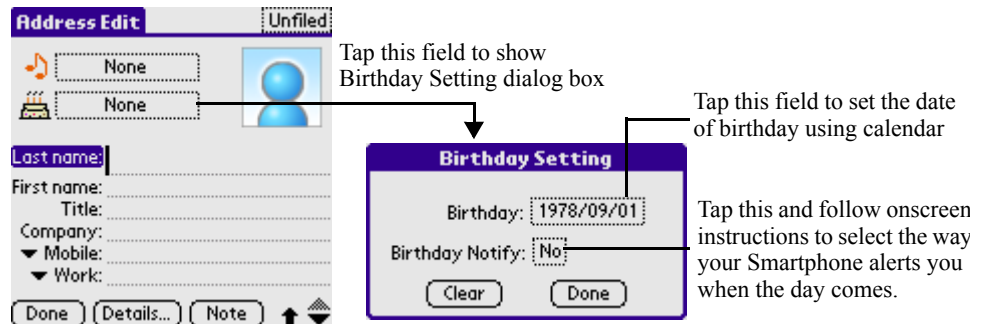 Address Edit
Unfiled
None
None
Last name:
First name:
Title:
Company:
Mobile:
Work:
Done
Details...
Note
Tap this field to show
Birthday Setting dialog box
Birthday Setting
Birthday: 1978/09/01
Birthday Notify: No
Clear
Done
Tap this field to set the date
of birthday using calendar
Tap this and follow onscreen
instructions to select the way
your Smartphone alerts you
when the day comes.